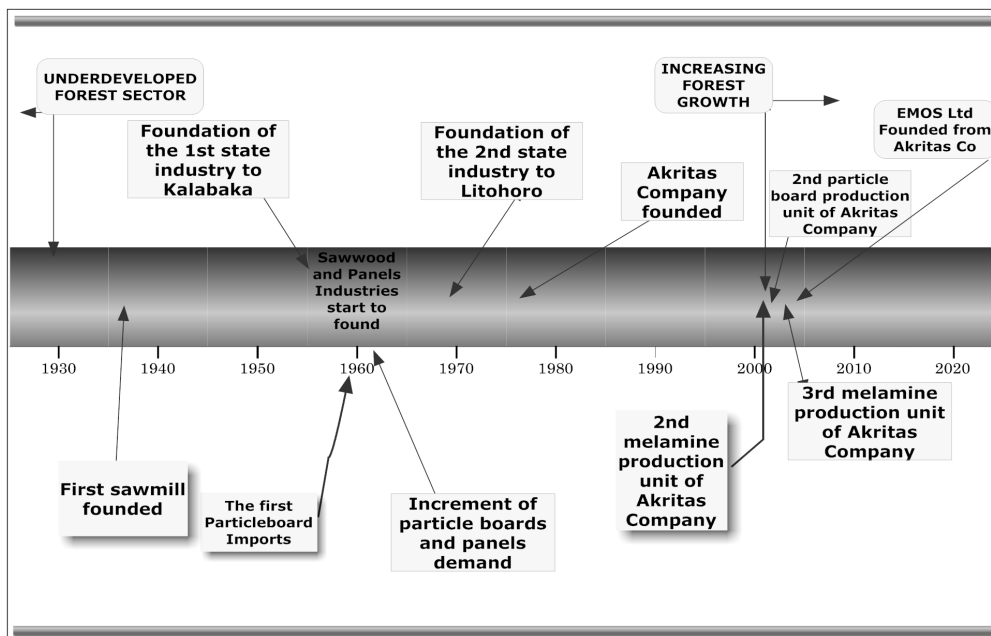 UNDERDEVELOPED
FOREST SECTOR
INCREASING
FOREST
GROWTH
EMOS Ltd
Founded from
Akritas Co
Foundation of
the 1st state
industry to
Kalabaka
Foundation of
the 2nd state
industry to
Litohoro
Akritas
Company
founded
2nd particle
board production
unit of Akritas
Company
Sawwood
and Panels
Industries
start to
found
1930
1940
1950
1960
1970
1980
1990
2000
2010
2020
First sawmill
founded
The first
Particleboard
Imports
Increment of
particle boards
and panels
demand
2nd
melamine
production
unit of
Akritas
Company
3rd melamine
production unit
of Akritas
Company